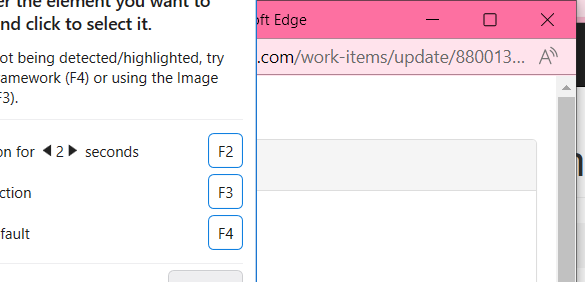 er the element you want to
nd click to select it.
ot being detected/highlighted, try
amework (F4) or using the Image
F3).
on for 2 seconds
F2
ction
F3
fault
F4
oft Edge
.com/work-items/update/880013...
A